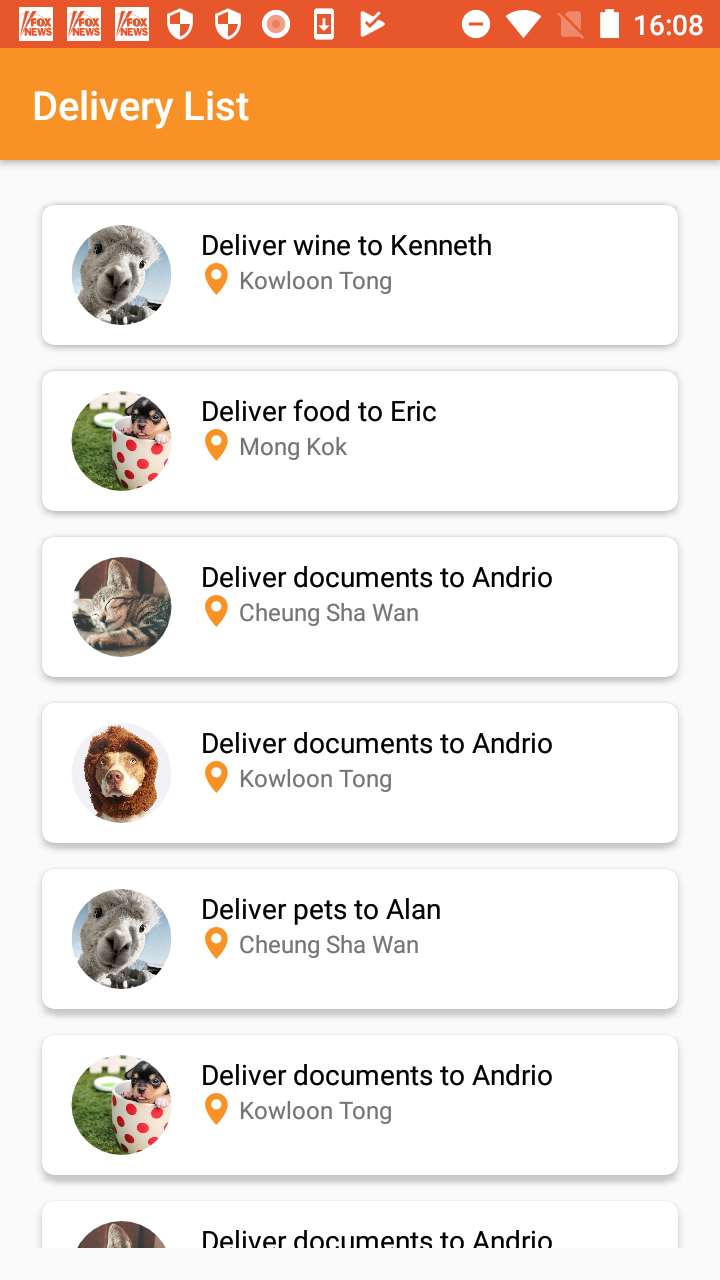 FOX NEWS FOX NEWS FOX NEWS 16:08
Delivery List
Deliver wine to Kenneth
Kowloon Tong
Deliver food to Eric
Mong Kok
Deliver documents to Andrio
Cheung Sha Wan
Deliver documents to Andrio
Kowloon Tong
Deliver pets to Alan
Cheung Sha Wan
Deliver documents to Andrio
Kowloon Tong
Deliver documents to Andrio